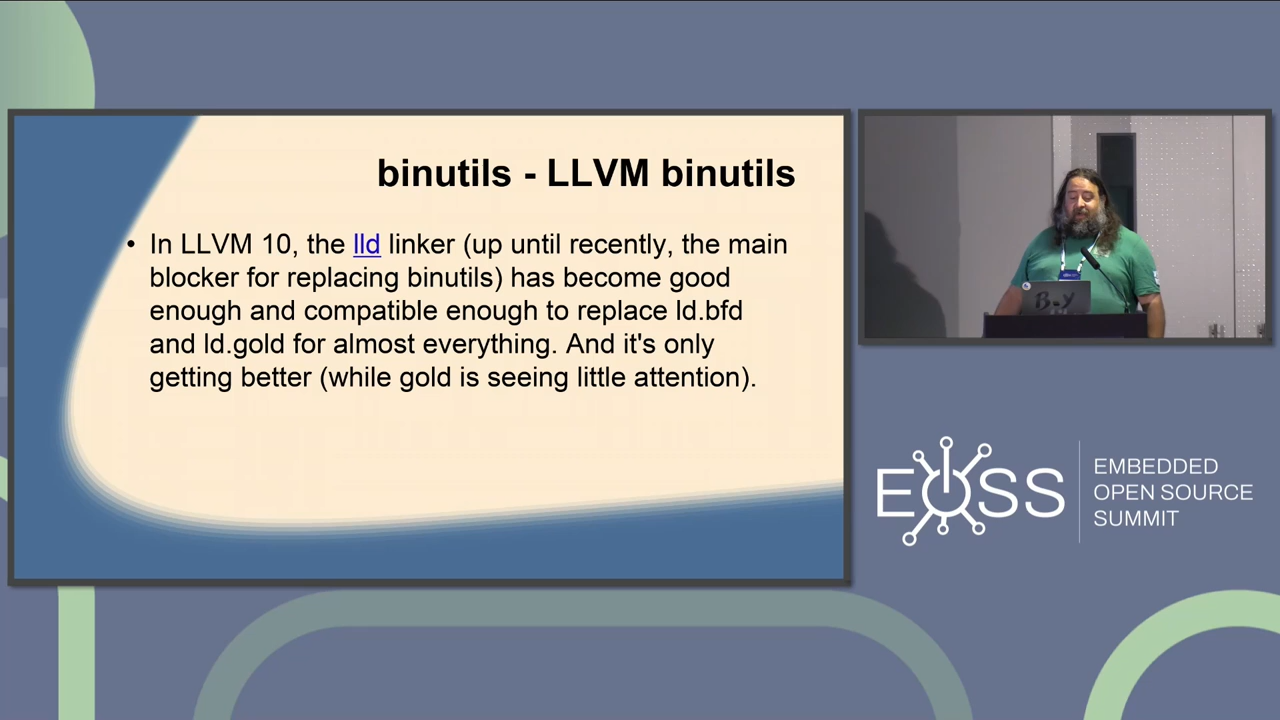 binutils - LLVM binutils
• In LLVM 10, the lld linker (up until recently, the main
blocker for replacing binutils) has become good
enough and compatible enough to replace ld.bfd
and ld.gold for almost everything. And it's only
getting better (while gold is seeing little attention).
EOSS
EMBEDDED
OPEN SOURCE
SUMMIT